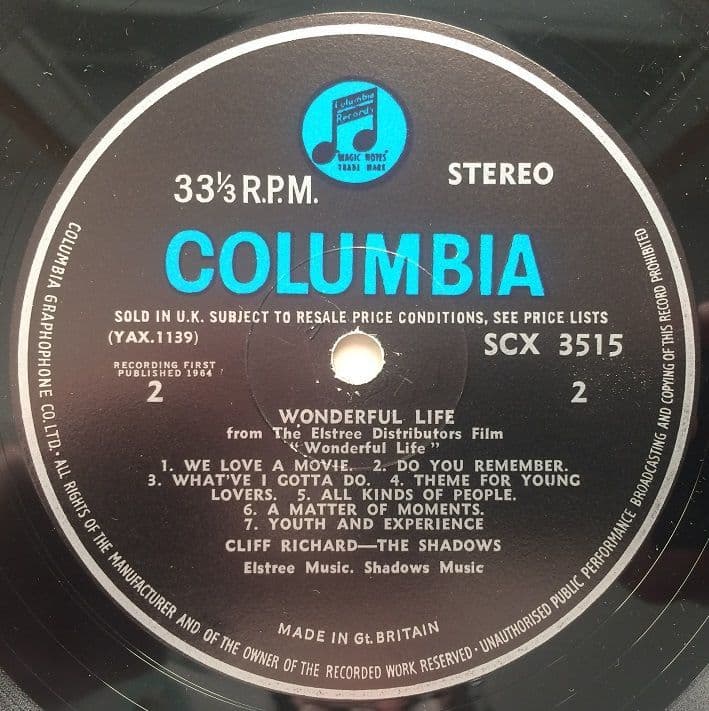 Columbia
Records
"MAGIC NOTES"
TRADE MARK
33⅓ R.P.M.
STEREO
COLUMBIA
SOLD IN U.K. SUBJECT TO RESALE PRICE CONDITIONS, SEE PRICE LISTS
(YAX.1139)
SCX 3515
RECORDING FIRST
PUBLISHED 1964
2
2
WONDERFUL LIFE
from The Elstree Distributors Film
"Wonderful Life"
1. WE LOVE A MOVIE. 2. DO YOU REMEMBER.
3. WHAT'VE I GOTTA DO. 4. THEME FOR YOUNG
LOVERS. 5. ALL KINDS OF PEOPLE.
6. A MATTER OF MOMENTS.
7. YOUTH AND EXPERIENCE
CLIFF RICHARD—THE SHADOWS
Elstree Music. Shadows Music
MADE IN Gt. BRITAIN
COLUMBIA GRAPHOPHONE CO. LTD. · ALL RIGHTS OF THE MANUFACTURER AND OF THE OWNER OF THE RECORDED WORK RESERVED · UNAUTHORISED PUBLIC PERFORMANCE BROADCASTING AND COPYING OF THIS RECORD PROHIBITED